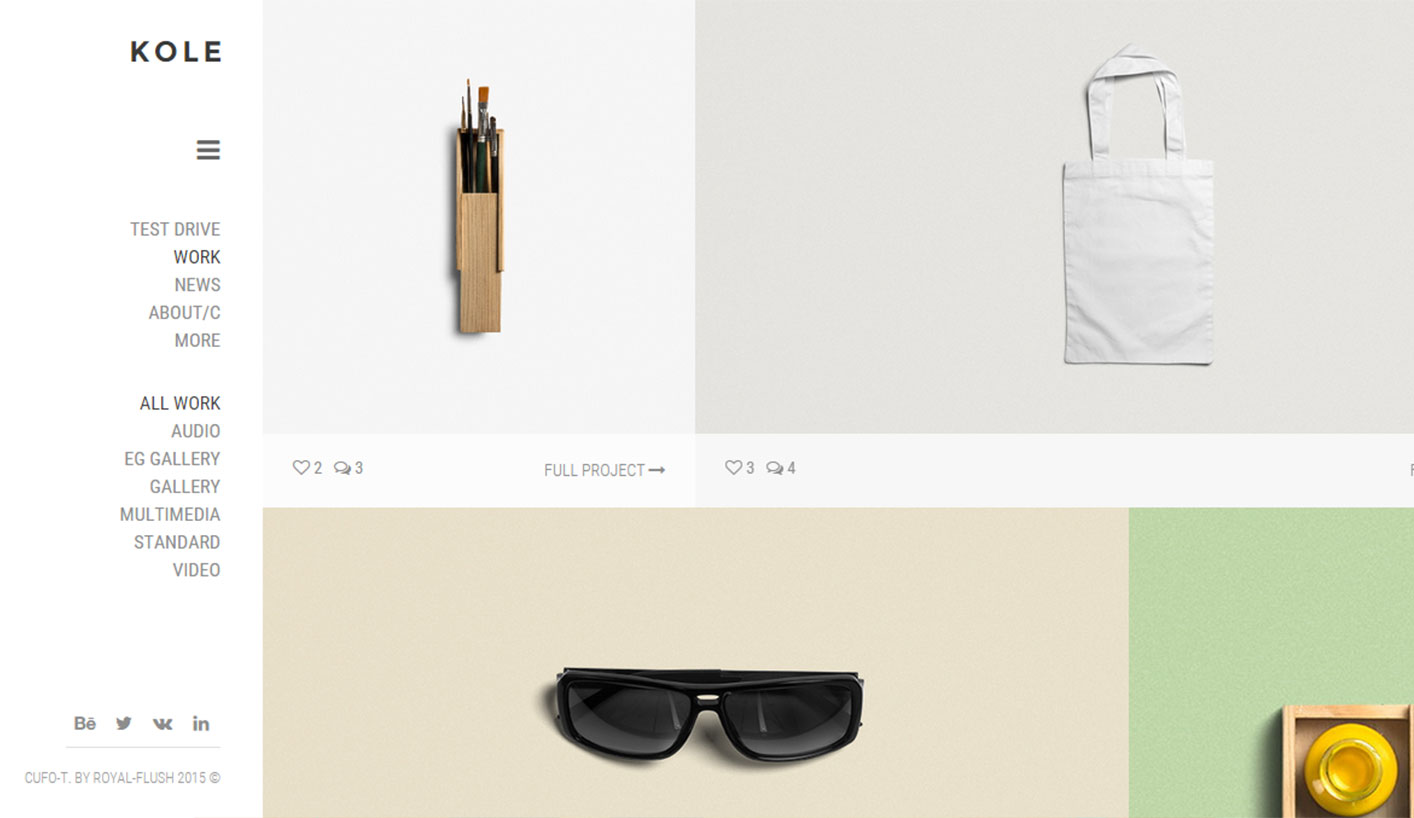 KOLE
TEST DRIVE
WORK
NEWS
ABOUT/C
MORE
ALL WORK
AUDIO
EG GALLERY
GALLERY
MULTIMEDIA
STANDARD
VIDEO
Bē
in
CUFO-T. BY ROYAL-FLUSH 2015 ©
2 3 FULL PROJECT
3 4